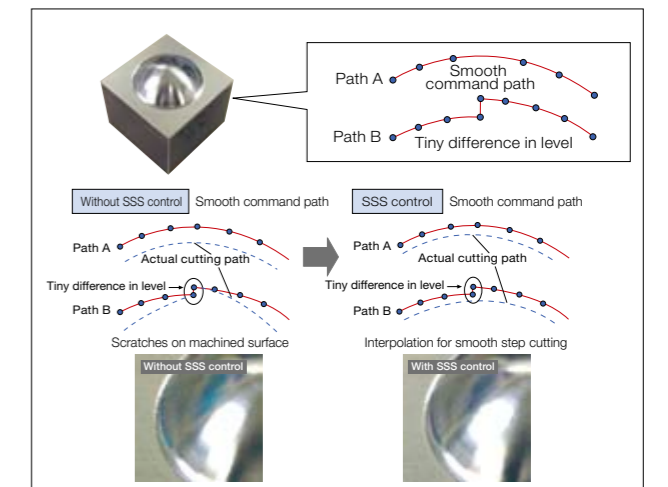 Path A
Smooth
command path
Path B
Tiny difference in level
Without SSS control
Smooth command path
Path A
Actual cutting path
Tiny difference in level
Path B
Scratches on machined surface
Without SSS control
SSS control
Smooth command path
Path A
Actual cutting path
Tiny difference in level
Path B
Interpolation for smooth step cutting
With SSS control